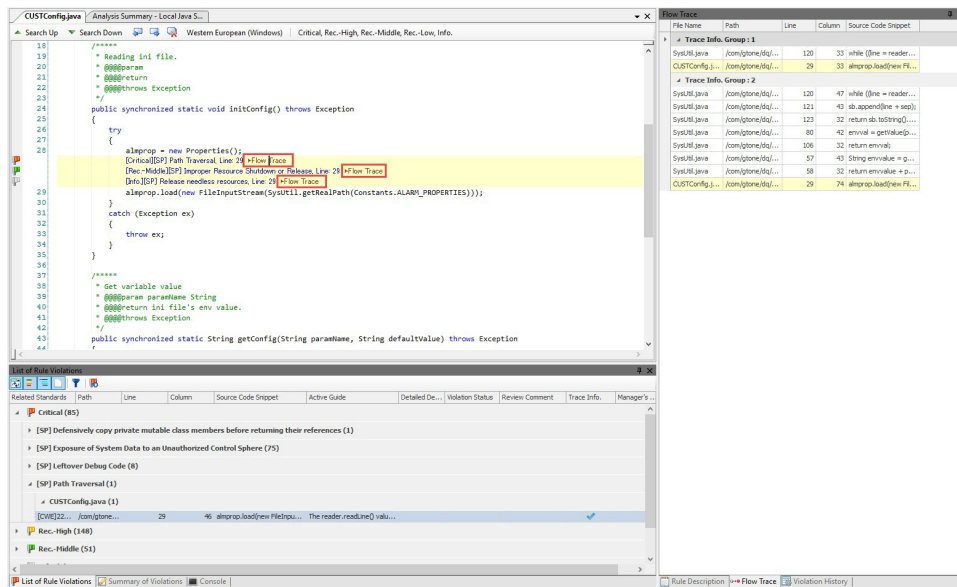 CUSTConfig.java Analysis Summary - Local Java S...
Search Up Search Down Western European (Windows) Critical, Rec.-High, Rec.-Middle, Rec.-Low, Info.
18 /*****
19 * Reading ini file.
20 * @@@@param
21 * @@@@return
22 * @@@@throws Exception
23 */
24 public synchronized static void initConfig() throws Exception
25 {
26 try
27 {
28 almprop = new Properties();
[Critical][SP] Path Traversal, Line: 29 Flow Trace
[Rec.-Middle][SP] Improper Resource Shutdown or Release, Line: 29 Flow Trace
[Info.][SP] Release needless resources, Line: 29 Flow Trace
29 almprop.load(new FileInputStream(SysUtil.getRealPath(Constants.ALARM_PROPERTIES)));
30 }
31 catch (Exception ex)
32 {
33 throw ex;
34 }
35 }
36
37 /*****
38 * Get variable value
39 * @@@@param paramName String
40 * @@@@return ini file's env value.
41 * @@@@throws Exception
42 */
43 public synchronized static String getConfig(String paramName, String defaultValue) throws Exception
44 {
List of Rule Violations
Related Standards Path Line Column Source Code Snippet Active Guide Detailed De... Violation Status Review Comment Trace Info. Manager's ..
Critical (85)
[SP] Defensively copy private mutable class members before returning their references (1)
[SP] Exposure of System Data to an Unauthorized Control Sphere (75)
[SP] Leftover Debug Code (8)
[SP] Path Traversal (1)
CUSTConfig.java (1)
[CWE]22... /com/gtone... 29 46 almprop.load(new FileInpu... The reader.readLine() valu...
Rec.-High (148)
Rec.-Middle (51)
List of Rule Violations Summary of Violations Console
Flow Trace
File Name Path Line Column Source Code Snippet
Trace Info. Group : 1
SysUtil.java /com/gtone/dq/... 120 33 while ((line = reader...
CUSTConfig.j... /com/gtone/dq/... 29 33 almprop.load(new Fil...
Trace Info. Group : 2
SysUtil.java /com/gtone/dq/... 120 47 while ((line = reader...
SysUtil.java /com/gtone/dq/... 121 43 sb.append(line + sep);
SysUtil.java /com/gtone/dq/... 123 32 return sb.toString()....
SysUtil.java /com/gtone/dq/... 80 42 envval = getValue(p...
SysUtil.java /com/gtone/dq/... 106 32 return envval;
SysUtil.java /com/gtone/dq/... 57 43 String envvalue = g...
SysUtil.java /com/gtone/dq/... 58 32 return envvalue + p...
CUSTConfig.j... /com/gtone/dq/... 29 74 almprop.load(new Fil...
Rule Description Flow Trace Violation History